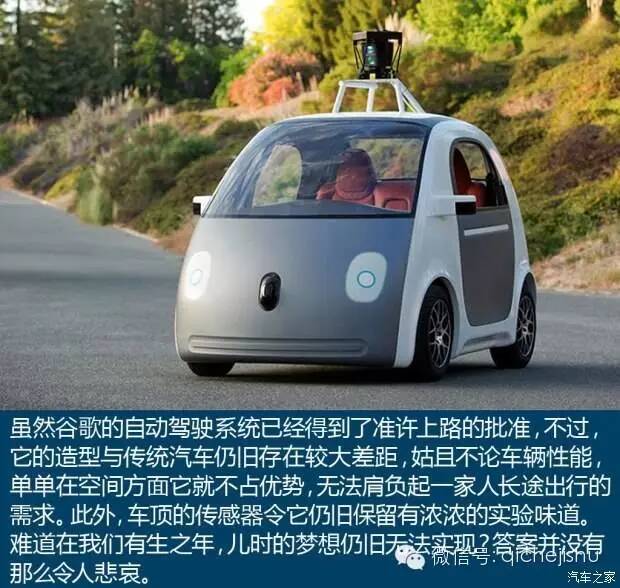 虽然谷歌的自动驾驶系统已经得到了准许上路的批准，不过，
它的造型与传统汽车仍旧存在较大差距，姑且不论车辆性能，
单单在空间方面它就不占优势，无法肩负起一家人长途出行的
需求。此外，车顶的传感器令它仍旧保留有浓浓的实验味道。
难道在我们有生之年，儿时的梦想仍旧无法实现？答案并没有
那么令人悲哀。
微信号: qichejishu
汽车之家